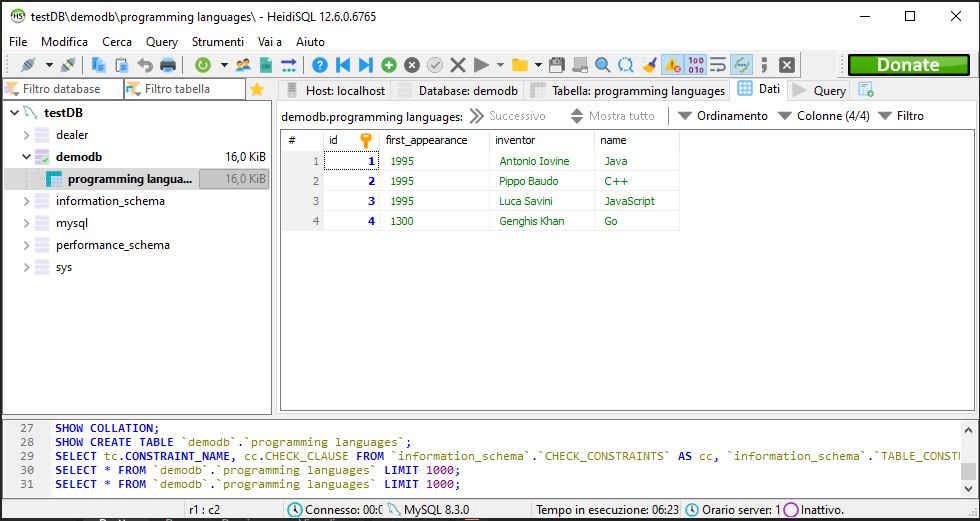 testDB\demodb\programming languages\ - HeidiSQL 12.6.0.6765
File Modifica Cerca Query Strumenti Vai a Aiuto
Donate
Filtro database Filtro tabella
Host: localhost Database: demodb Tabella: programming languages Dati Query
testDB
dealer
demodb 16,0 KiB
programming langua... 16,0 KiB
information_schema
mysql
performance_schema
sys
demodb.programming languages: Successivo Mostra tutto Ordinamento Colonne (4/4) Filtro
# id first_appearance inventor name
1 1 1995 Antonio Iovine Java
2 2 1995 Pippo Baudo C++
3 3 1995 Luca Savini JavaScript
4 4 1300 Genghis Khan Go
27 SHOW COLLATION;
28 SHOW CREATE TABLE `demodb`.`programming languages`;
29 SELECT tc.CONSTRAINT_NAME, cc.CHECK_CLAUSE FROM `information_schema`.`CHECK_CONSTRAINTS` AS cc, `information_schema`.`TABLE_CONST
30 SELECT * FROM `demodb`.`programming languages` LIMIT 1000;
31 SELECT * FROM `demodb`.`programming languages` LIMIT 1000;
r1 : c2 Connesso: 00:0 MySQL 8.3.0 Tempo in esecuzione: 06:23 Orario server: 1 Inattivo.